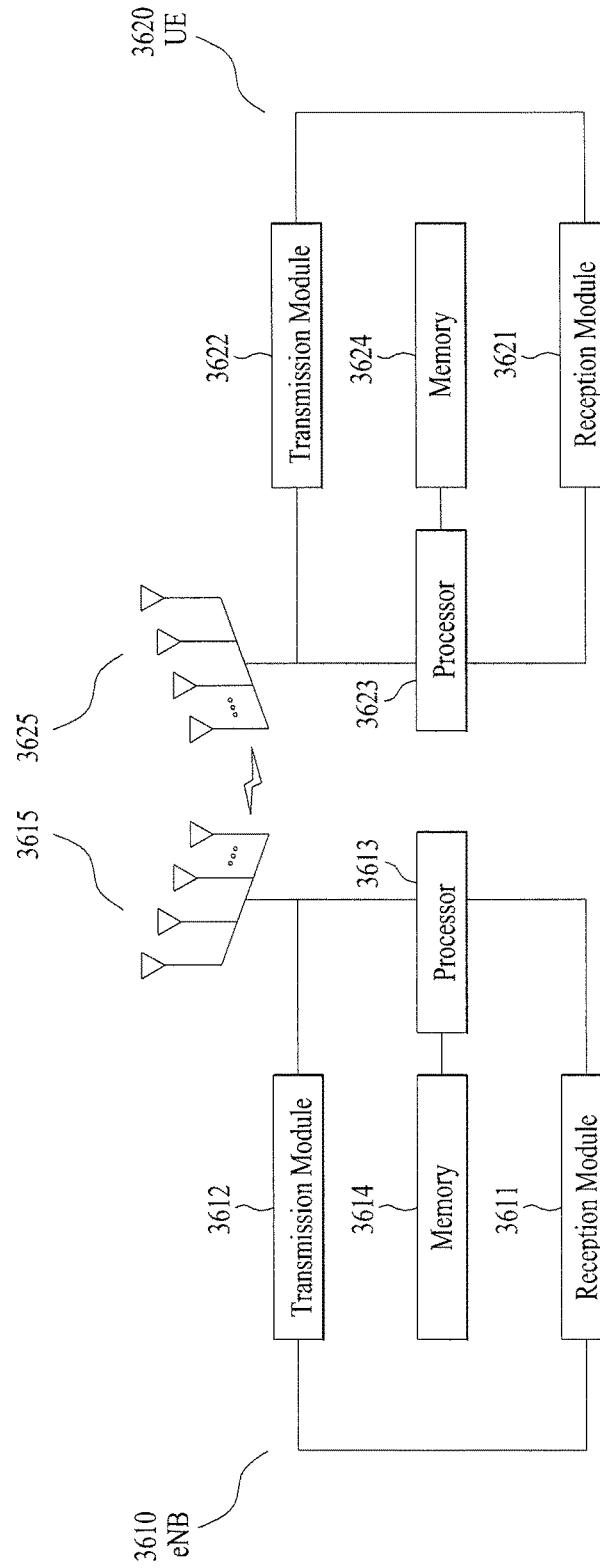 3610
eNB
3615
3625
3620
UE
3612
Transmission Module
3614
Memory
3613
Processor
3611
Reception Module
3622
Transmission Module
3623
Processor
3624
Memory
3621
Reception Module